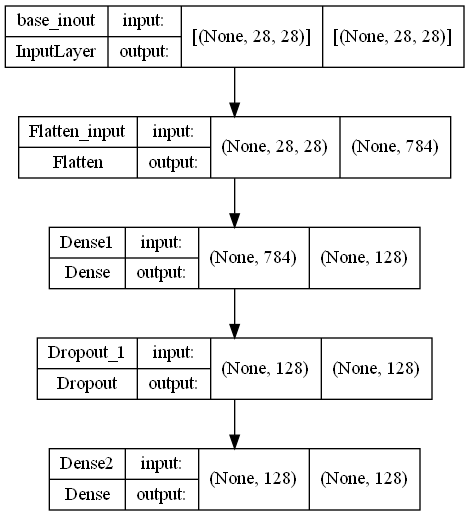 base_inout input: [(None, 28, 28)] [(None, 28, 28)]
InputLayer output:
Flatten_input input: (None, 28, 28) (None, 784)
Flatten output:
Dense1 input: (None, 784) (None, 128)
Dense output:
Dropout_1 input: (None, 128) (None, 128)
Dropout output:
Dense2 input: (None, 128) (None, 128)
Dense output: